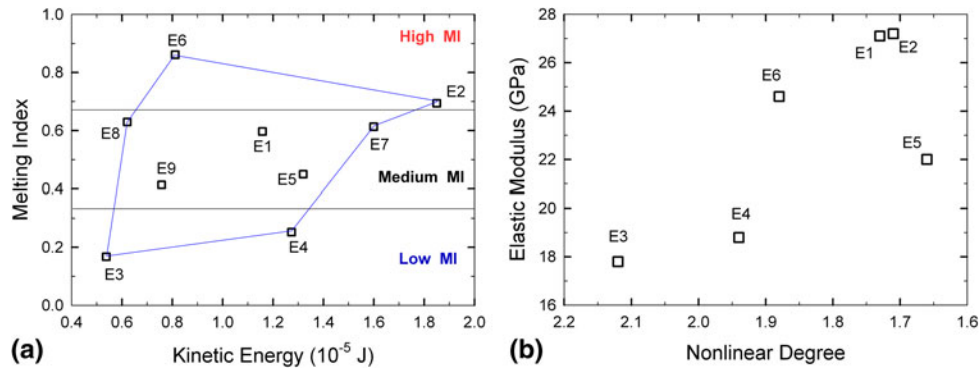 1.0
0.8
0.6
0.4
0.2
0.0
Melting Index
High MI
Medium MI
Low MI
E6
E2
E8
E1
E7
E9
E5
E3
E4
0.4 0.6 0.8 1.0 1.2 1.4 1.6 1.8 2.0
(a)
Kinetic Energy (10⁻⁵ J)
28
26
24
22
20
18
16
Elastic Modulus (GPa)
E1
E2
E6
E5
E4
E3
2.2 2.1 2.0 1.9 1.8 1.7 1.6
(b)
Nonlinear Degree